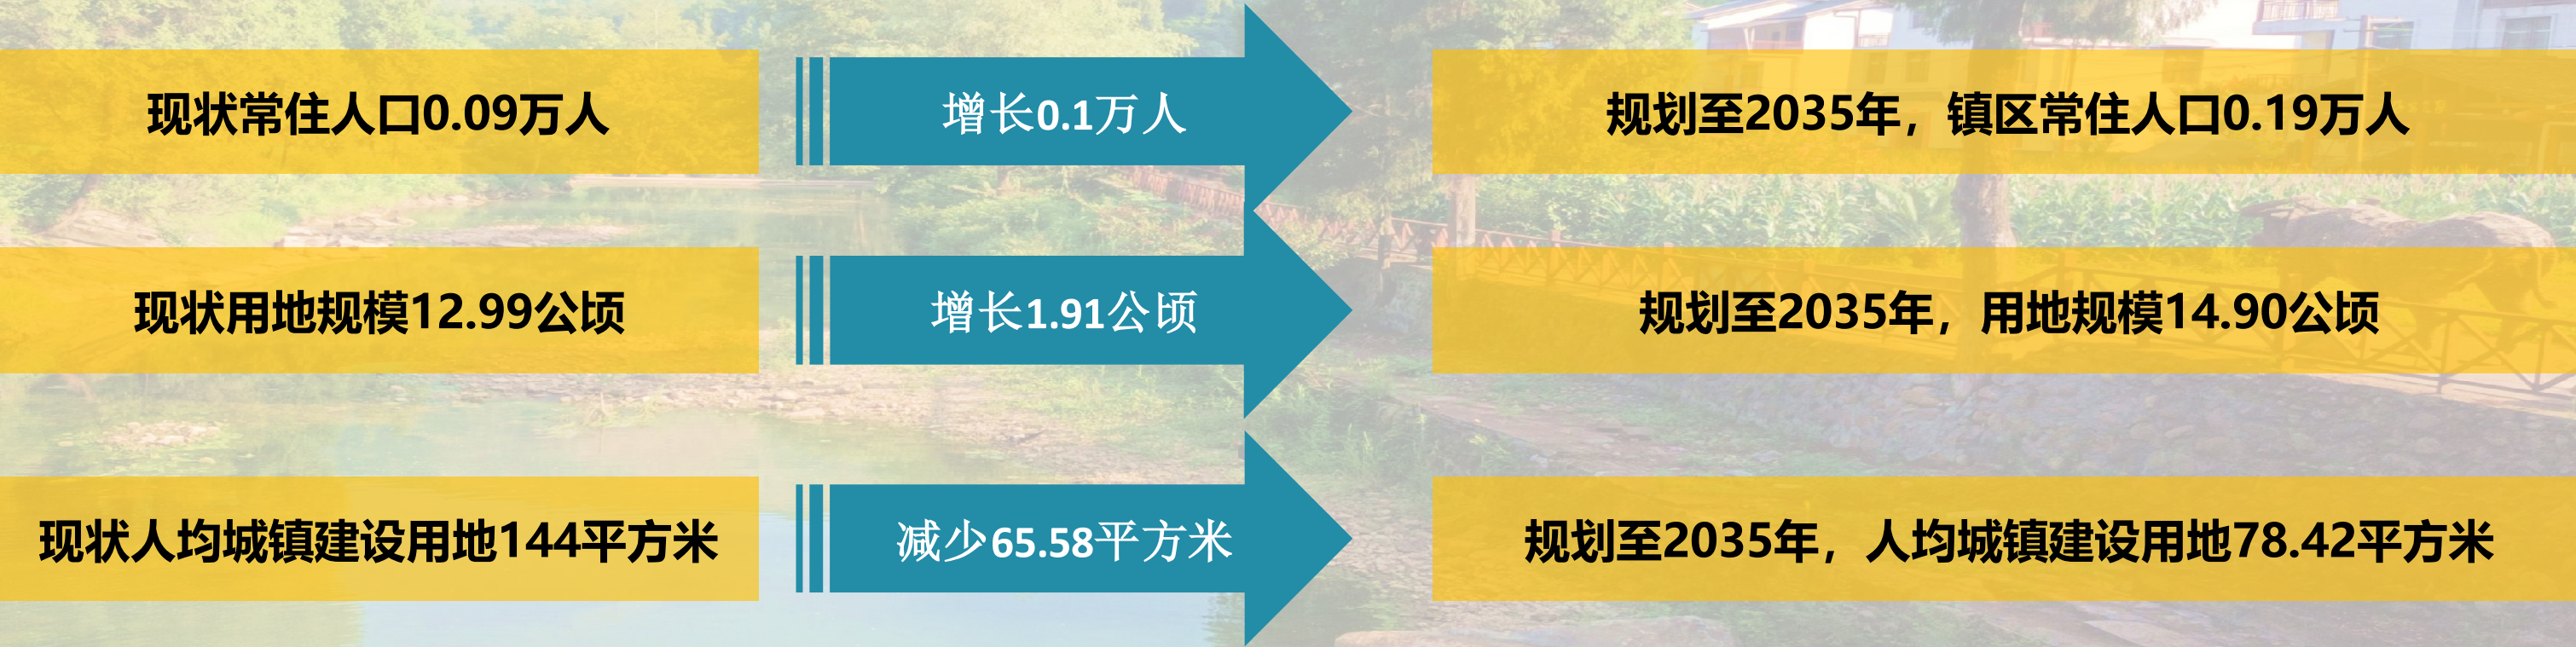 现状常住人口0.09万人
增长0.1万人
规划至2035年，镇区常住人口0.19万人
现状用地规模12.99公顷
增长1.91公顷
规划至2035年，用地规模14.90公顷
现状人均城镇建设用地144平方米
减少65.58平方米
规划至2035年，人均城镇建设用地78.42平方米